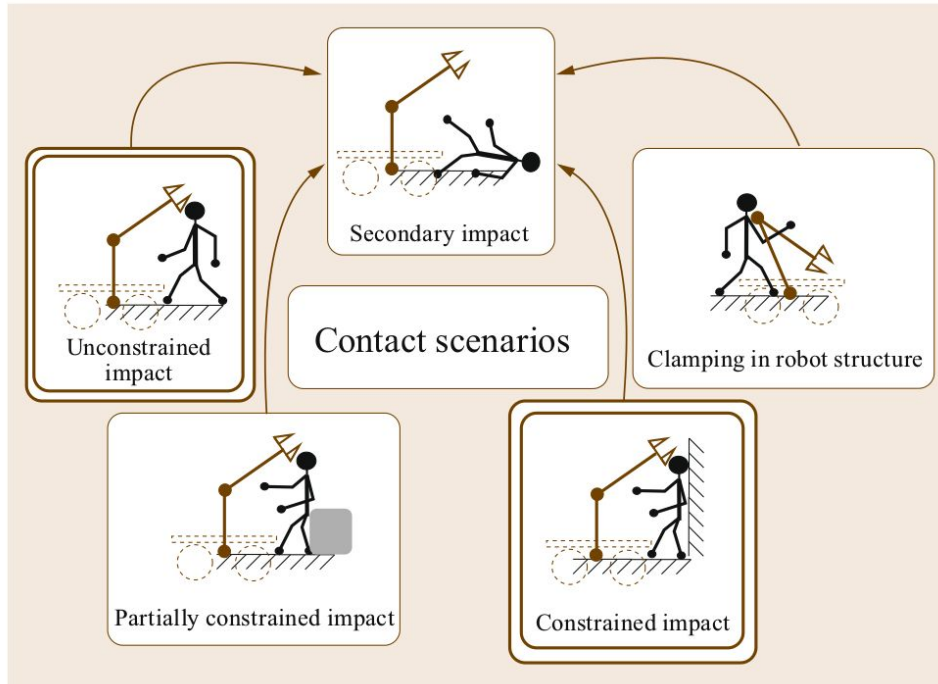 Secondary impact
Unconstrained
impact
Contact scenarios
Clamping in robot structure
Partially constrained impact
Constrained impact